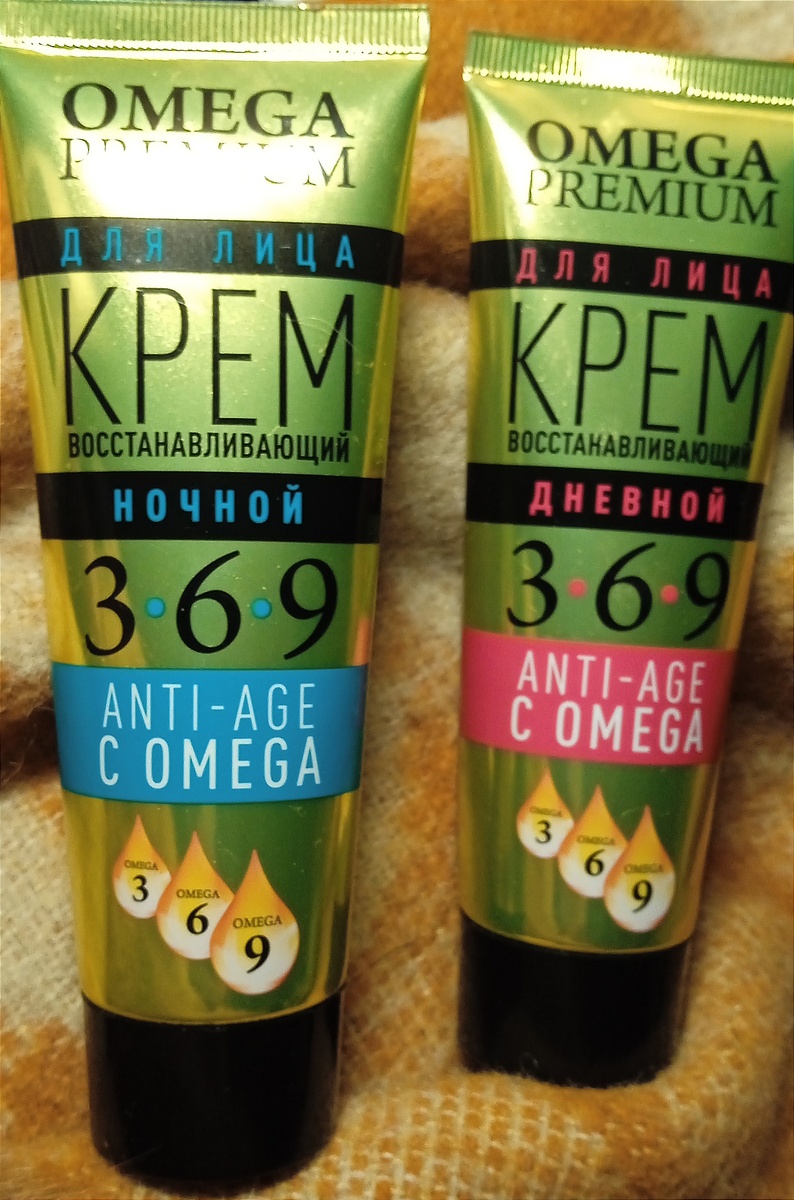 OMEGA
PREMIUM
ДЛЯ ЛИЦА
КРЕМ
ВОССТАНАВЛИВАЮЩИЙ
НОЧНОЙ
3•6•9
ANTI-AGE
С OMEGA
OMEGA
3
OMEGA
6
OMEGA
9
OMEGA
PREMIUM
ДЛЯ ЛИЦА
КРЕМ
ВОССТАНАВЛИВАЮЩИЙ
ДНЕВНОЙ
3•6•9
ANTI-AGE
С OMEGA
OMEGA
3
OMEGA
6
OMEGA
9